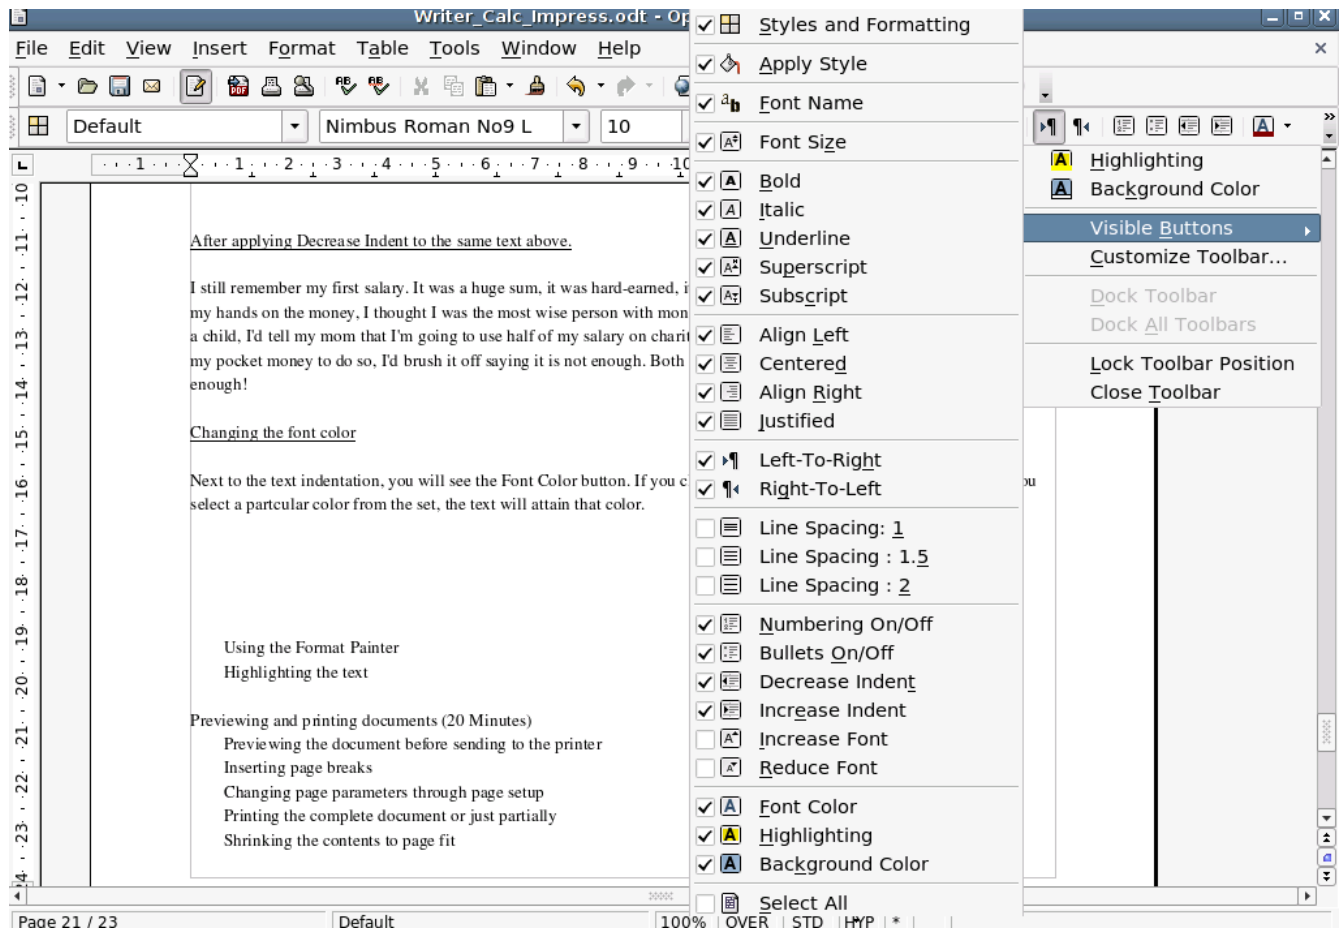 Writer_Calc_Impress.odt - Op
File Edit View Insert Format Table Tools Window Help
Default
Nimbus Roman No9 L
10
After applying Decrease Indent to the same text above.
I still remember my first salary. It was a huge sum, it was hard-earned, i
my hands on the money, I thought I was the most wise person with mon
a child, I'd tell my mom that I'm going to use half of my salary on charit
my pocket money to do so, I'd brush it off saying it is not enough. Both
enough!
Changing the font color
Next to the text indentation, you will see the Font Color button. If you c
select a partcular color from the set, the text will attain that color.
Using the Format Painter
Highlighting the text
Previewing and printing documents (20 Minutes)
Previewing the document before sending to the printer
Inserting page breaks
Changing page parameters through page setup
Printing the complete document or just partially
Shrinking the contents to page fit
Styles and Formatting
Apply Style
Font Name
Font Size
Bold
Italic
Underline
Superscript
Subscript
Align Left
Centered
Align Right
Justified
Left-To-Right
Right-To-Left
Line Spacing: 1
Line Spacing : 1.5
Line Spacing : 2
Numbering On/Off
Bullets On/Off
Decrease Indent
Increase Indent
Increase Font
Reduce Font
Font Color
Highlighting
Background Color
Select All
Highlighting
Background Color
Visible Buttons
Customize Toolbar...
Dock Toolbar
Dock All Toolbars
Lock Toolbar Position
Close Toolbar
Page 21 / 23
Default
100%
OVER
STD
HYP
*